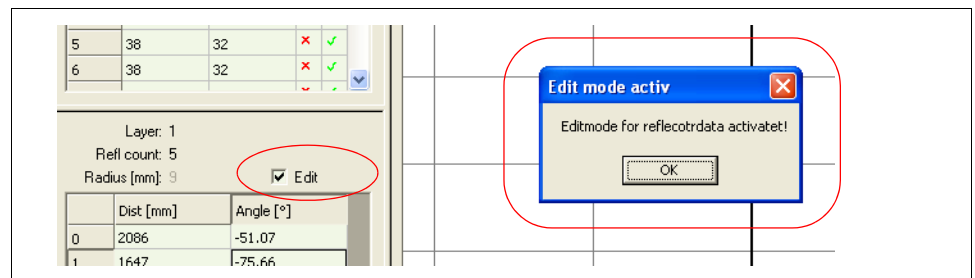 5 38 32
6 38 32
Layer: 1
Refl count: 5
Radius [mm]: 9
Edit
Dist [mm] Angle [°]
0 2086 -51.07
1 1647 -75.66
Edit mode activ
Editmode for reflecotrdata activatet!
OK